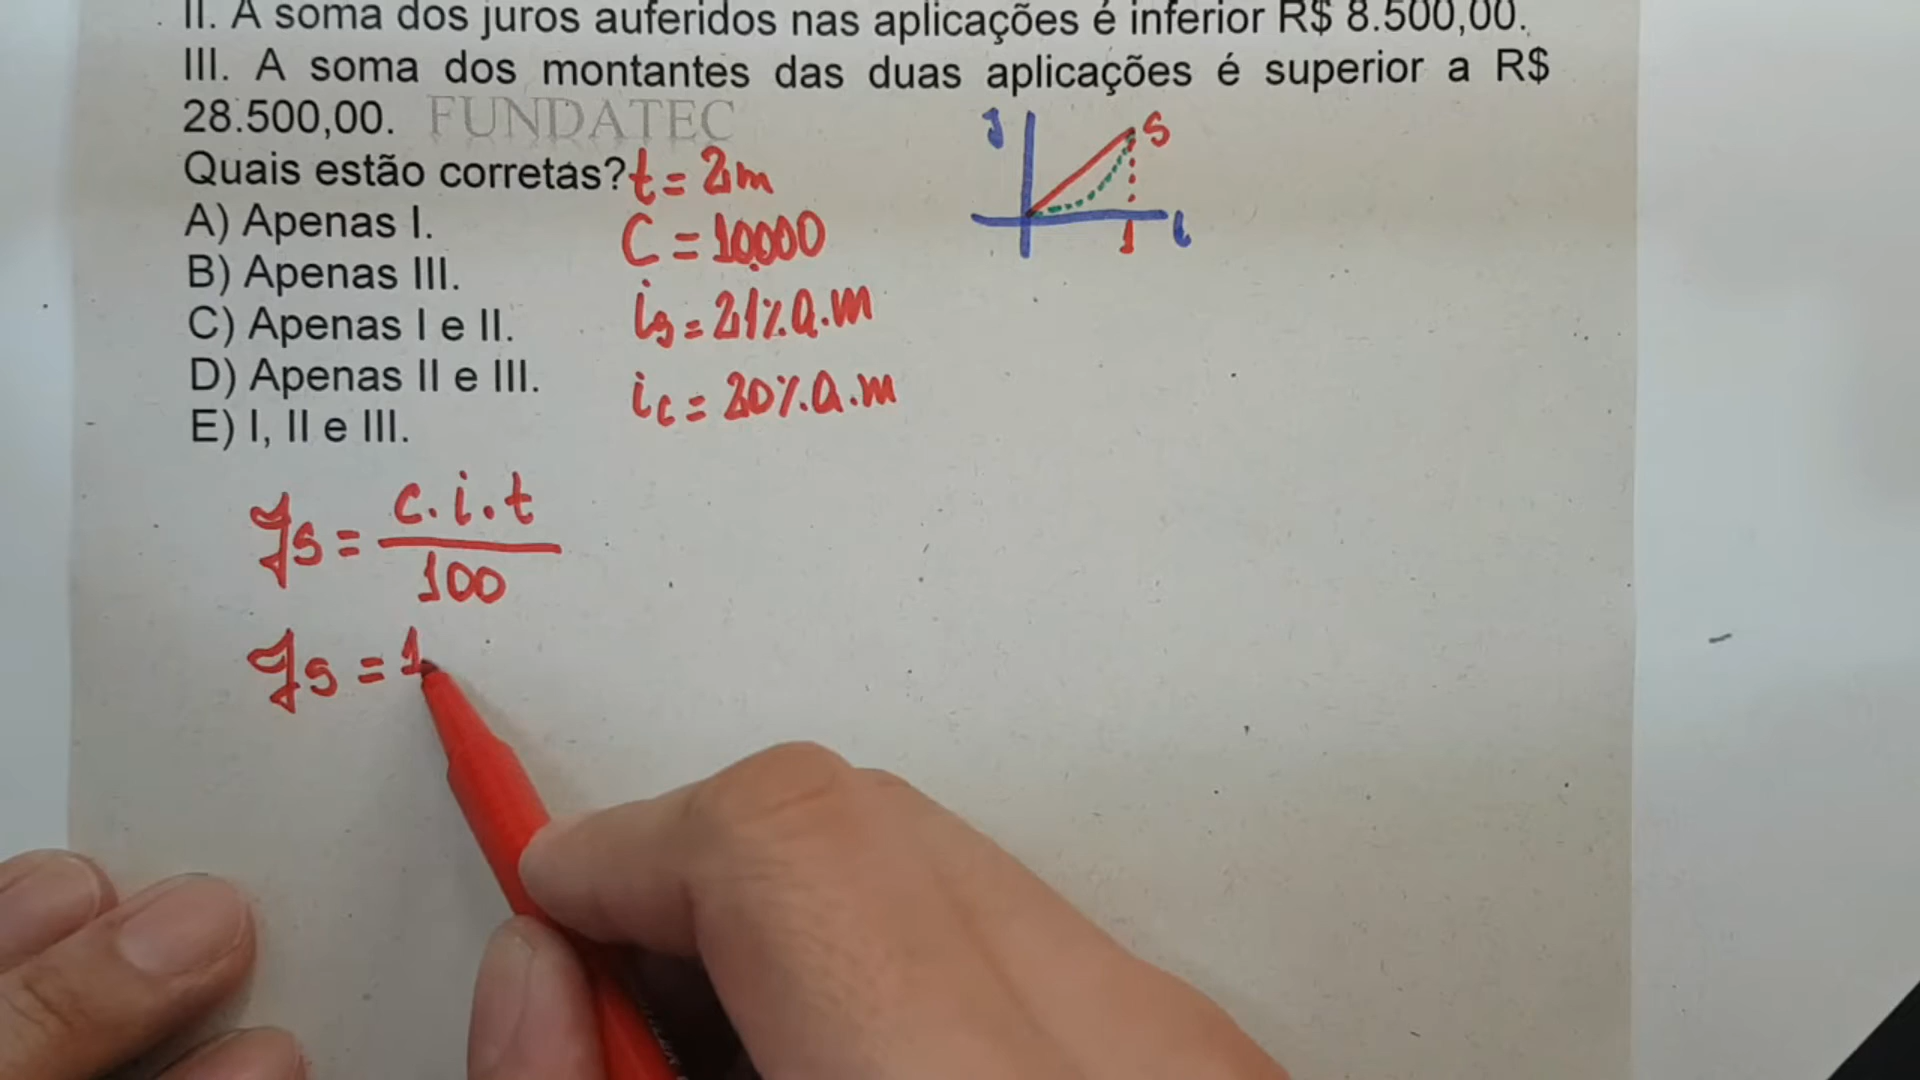 II. A soma dos juros auferidos nas aplicações é inferior R$ 8.500,00.
III. A soma dos montantes das duas aplicações é superior a R$
28.500,00. FUNDATEC
Quais estão corretas?
A) Apenas I.
B) Apenas III.
C) Apenas I e II.
D) Apenas II e III.
E) I, II e III.
t = 2m
C = 10.000
is = 21%a.m
ic = 20%a.m
J
S
1
t
Js = c.i.t
100
Js = 1